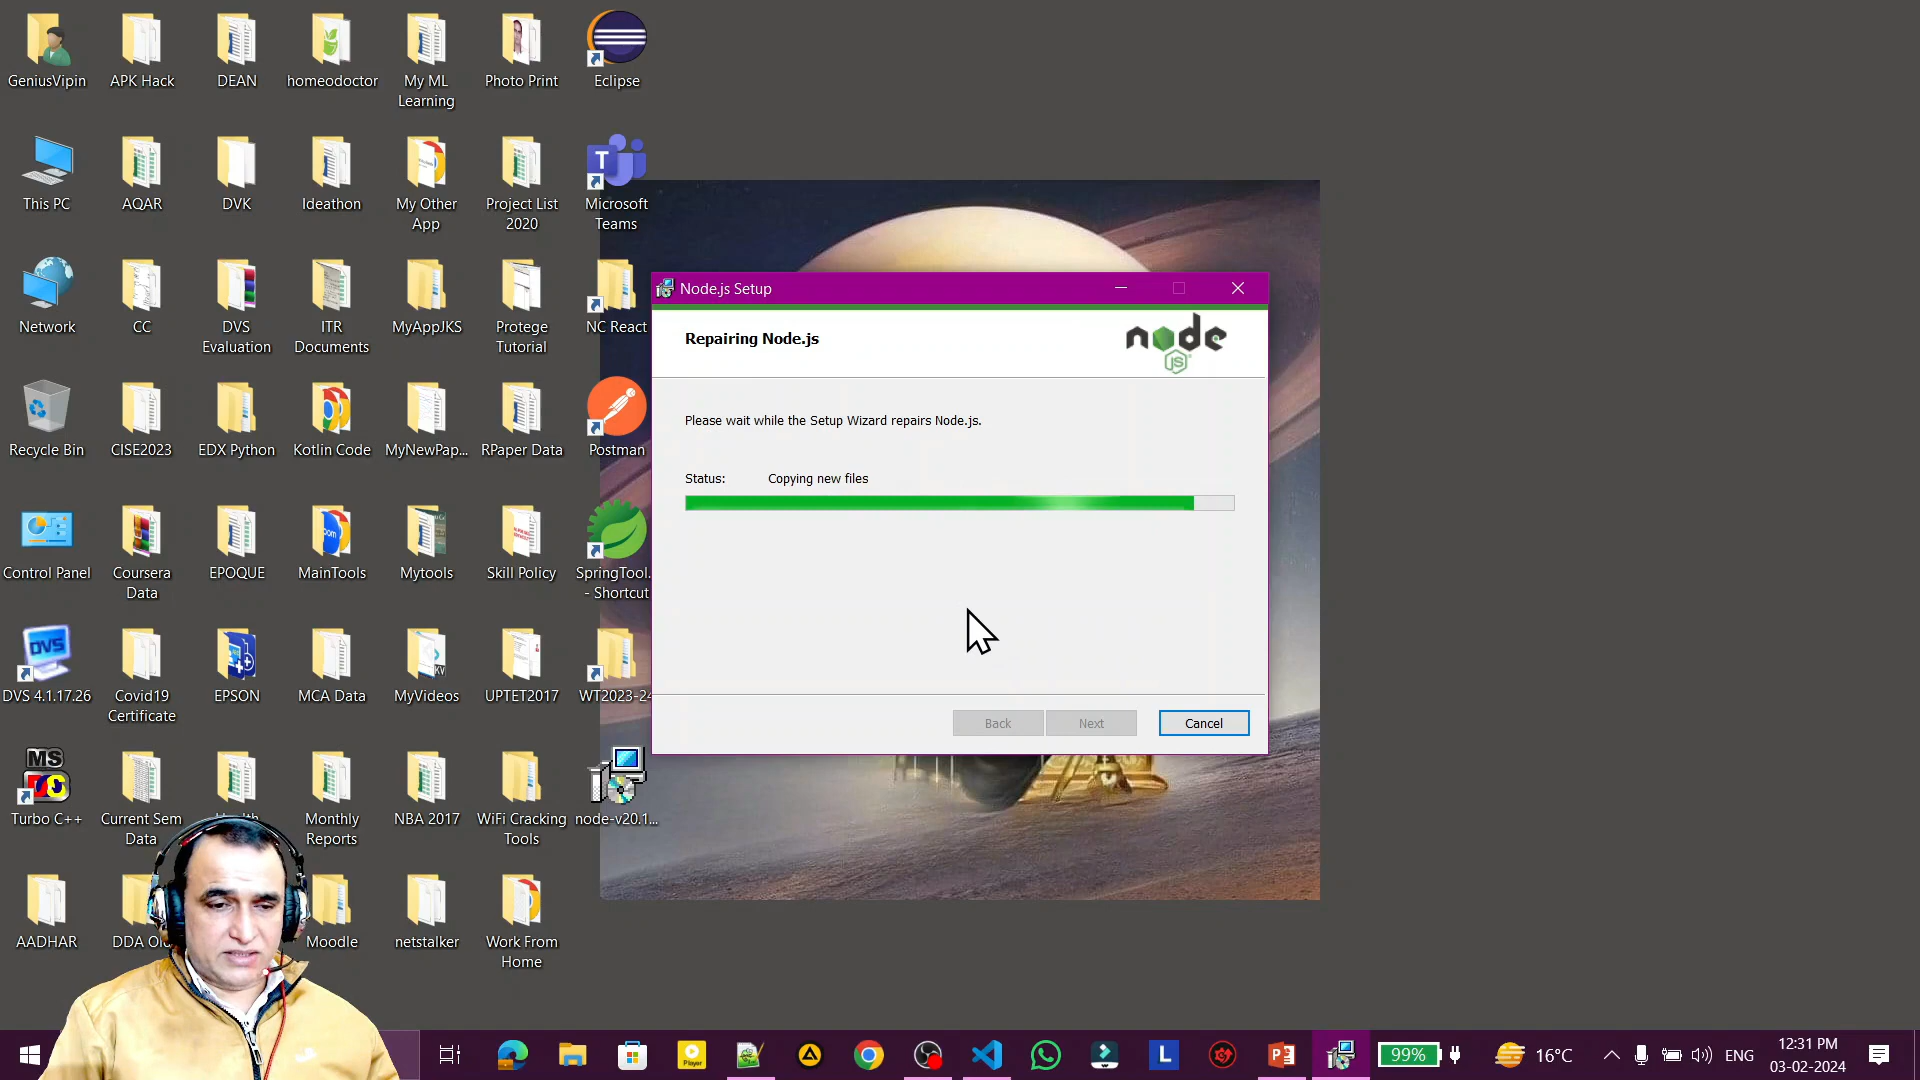 GeniusVipin
APK Hack
DEAN
homeodoctor
My ML
Learning
Photo Print
Eclipse
This PC
AQAR
DVK
Ideathon
My Other
App
Project List
2020
T
Microsoft
Teams
Network
CC
DVS
Evaluation
ITR
Documents
MyAppJKS
Protege
Tutorial
NC React
Node.js Setup
Repairing Node.js
node
JS
Please wait while the Setup Wizard repairs Node.js.
Status:
Copying new files
Back
Next
Cancel
Recycle Bin
CISE2023
EDX Python
Kotlin Code
MyNewPap...
RPaper Data
Postman
Control Panel
Coursera
Data
EPOQUE
MainTools
Mytools
Skill Policy
SpringTool.
- Shortcut
DVS
DVS 4.1.17.26
Covid19
Certificate
EPSON
MCA Data
MyVideos
UPTET2017
WT2023-24
MS
Turbo C++
Current Sem
Data
Health
Monthly
Reports
NBA 2017
WiFi Cracking
Tools
node-v20.1...
AADHAR
DDA Ol
Moodle
netstalker
Work From
Home
Player
L
99%
16°C
ENG
12:31 PM
03-02-2024